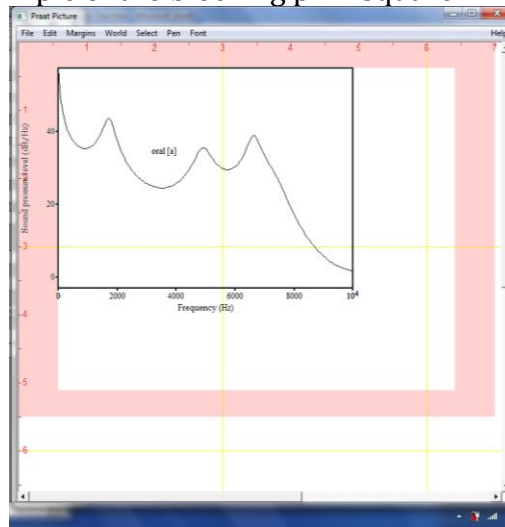 Praat Picture
File Edit Margins World Select Pen Font Help
1 2 3 4 5 6 7
1
3
4
5
6
Sound pressure level (dB/Hz)
40
20
0
oral [a]
0 2000 4000 6000 8000 10⁴
Frequency (Hz)